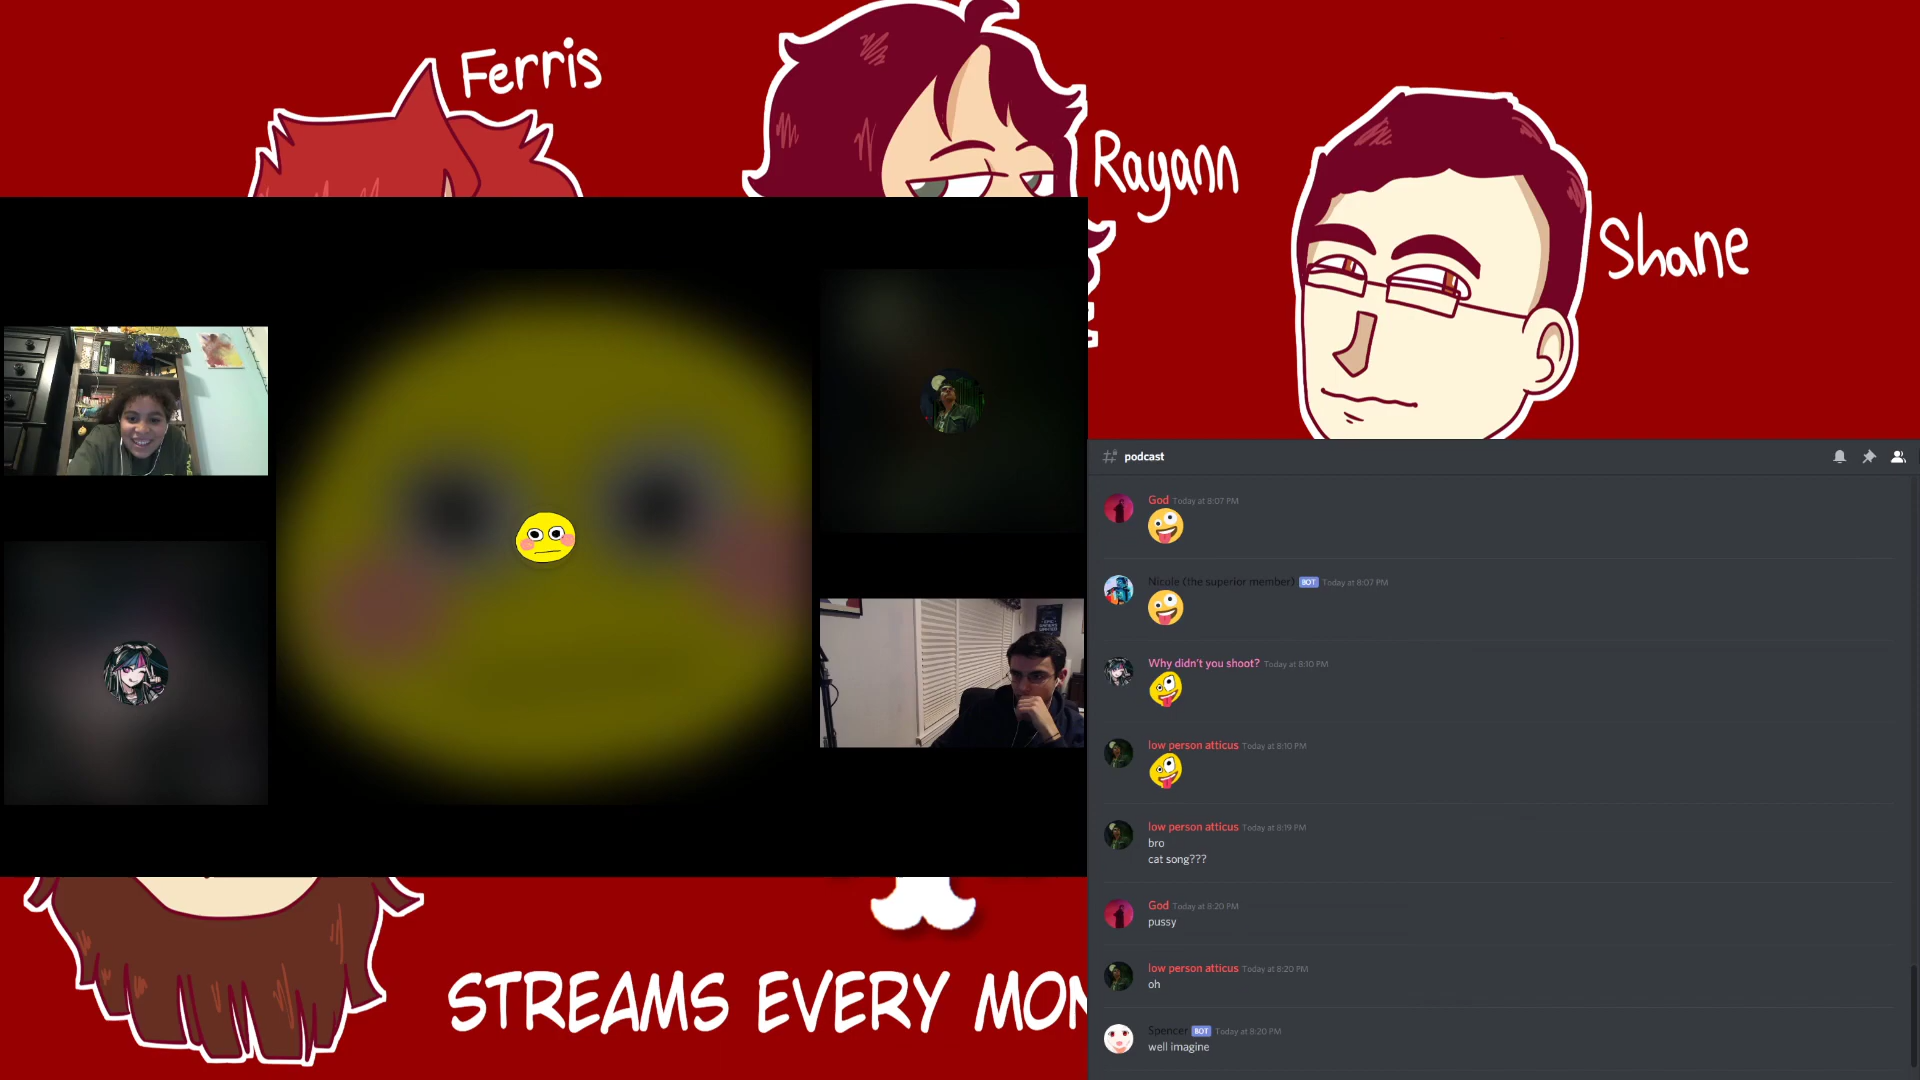 Ferris
Rayann
Shane
podcast
God Today at 8:07 PM
Nicole (the superior member) BOT Today at 8:07 PM
Why didn't you shoot? Today at 8:10 PM
low person atticus Today at 8:10 PM
low person atticus Today at 8:19 PM
bro
cat song???
God Today at 8:20 PM
pussy
low person atticus Today at 8:20 PM
oh
Spencer BOT Today at 8:20 PM
well imagine
STREAMS EVERY MON